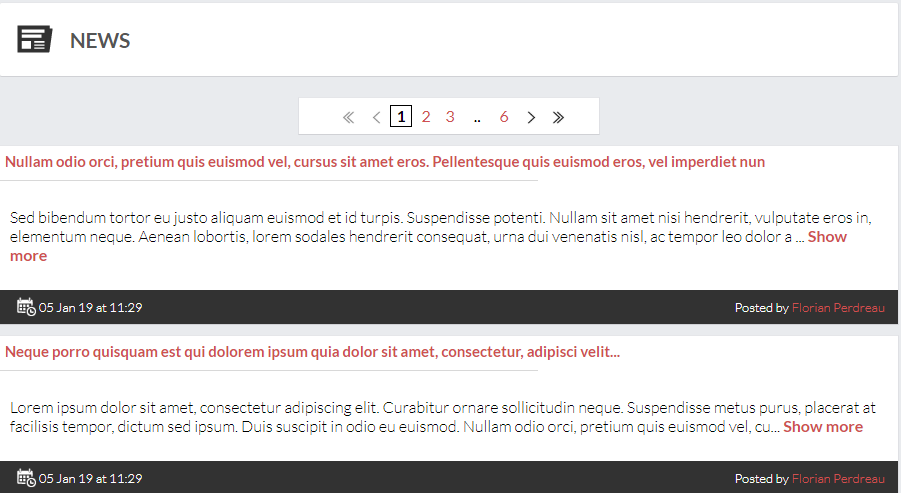 NEWS
1 2 3 .. 6
Nullam odio orci, pretium quis euismod vel, cursus sit amet eros. Pellentesque quis euismod eros, vel imperdiet nun
Sed bibendum tortor eu justo aliquam euismod et id turpis. Suspendisse potenti. Nullam sit amet nisi hendrerit, vulputate eros in,
elementum neque. Aenean lobortis, lorem sodales hendrerit consequat, urna dui venenatis nisl, ac tempor leo dolor a ... Show
more
05 Jan 19 at 11:29 Posted by Florian Perdreau
Neque porro quisquam est qui dolorem ipsum quia dolor sit amet, consectetur, adipisci velit...
Lorem ipsum dolor sit amet, consectetur adipiscing elit. Curabitur ornare sollicitudin neque. Suspendisse metus purus, placerat at
facilisis tempor, dictum sed ipsum. Duis suscipit in odio eu euismod. Nullam odio orci, pretium quis euismod vel, cu... Show more
05 Jan 19 at 11:29 Posted by Florian Perdreau